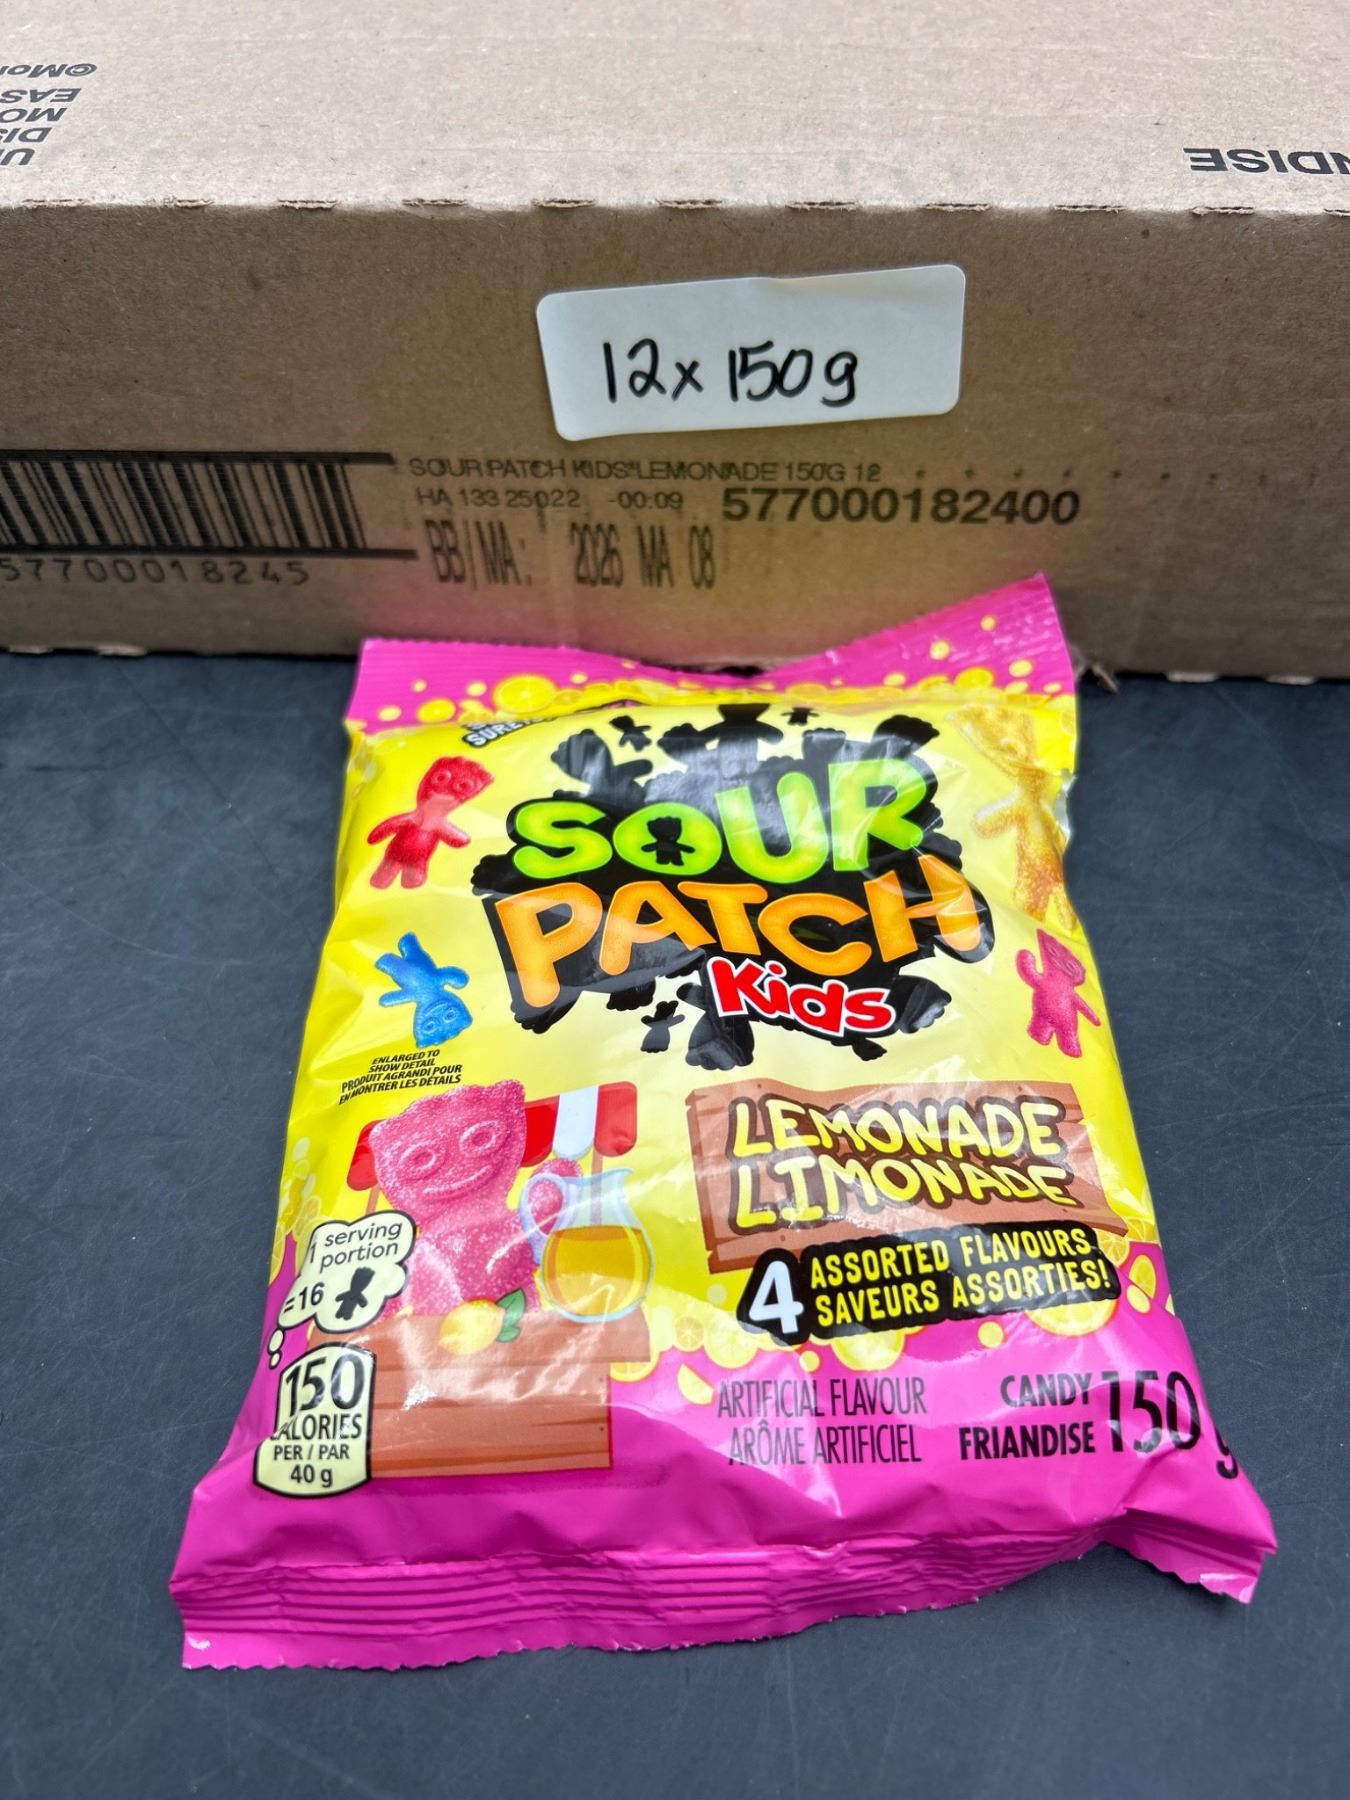 ISE
12x 150g
SOUR PATCH KIDS LEMONADE 150G 12
HA 133 25022 -00:09 577000182400
BB/MA: 2026 MA 08
57700018245
SOUR
PATCH
Kids
ENLARGED TO
SHOW DETAIL
PRODUIT AGRANDI POUR
EN MONTRER LES DÉTAILS
LEMONADE
LIMONADE
4 ASSORTED FLAVOURS
SAVEURS ASSORTIES!
1 serving
portion
=16
150
CALORIES
PER / PAR
40 g
ARTIFICIAL FLAVOUR
ARÔME ARTIFICIEL
CANDY
FRIANDISE
150 g